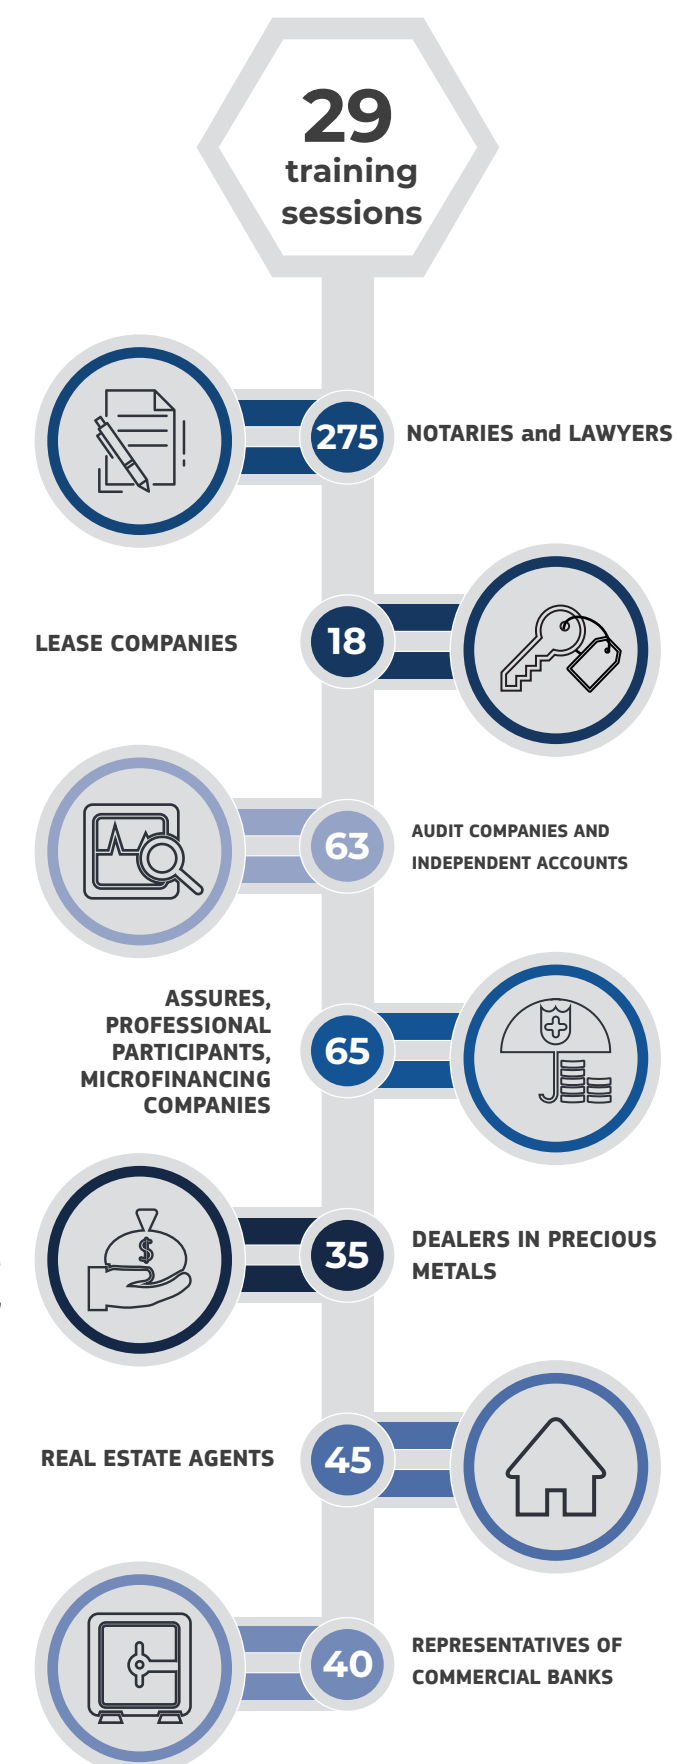 29
training
sessions
275
NOTARIES and LAWYERS
LEASE COMPANIES
18
63
AUDIT COMPANIES AND
INDEPENDENT ACCOUNTS
ASSURES,
PROFESSIONAL
PARTICIPANTS,
MICROFINANCING
COMPANIES
65
$
35
DEALERS IN PRECIOUS
METALS
REAL ESTATE AGENTS
45
40
REPRESENTATIVES OF
COMMERCIAL BANKS